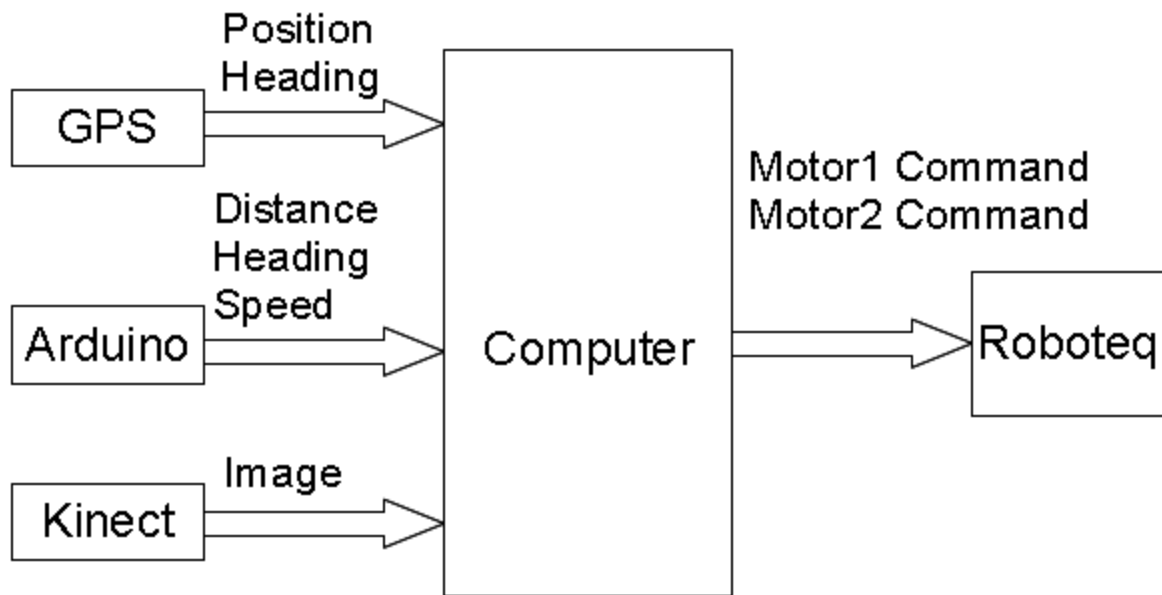 Position
Heading
GPS
Distance
Heading
Speed
Arduino
Image
Kinect
Computer
Motor1 Command
Motor2 Command
Roboteq